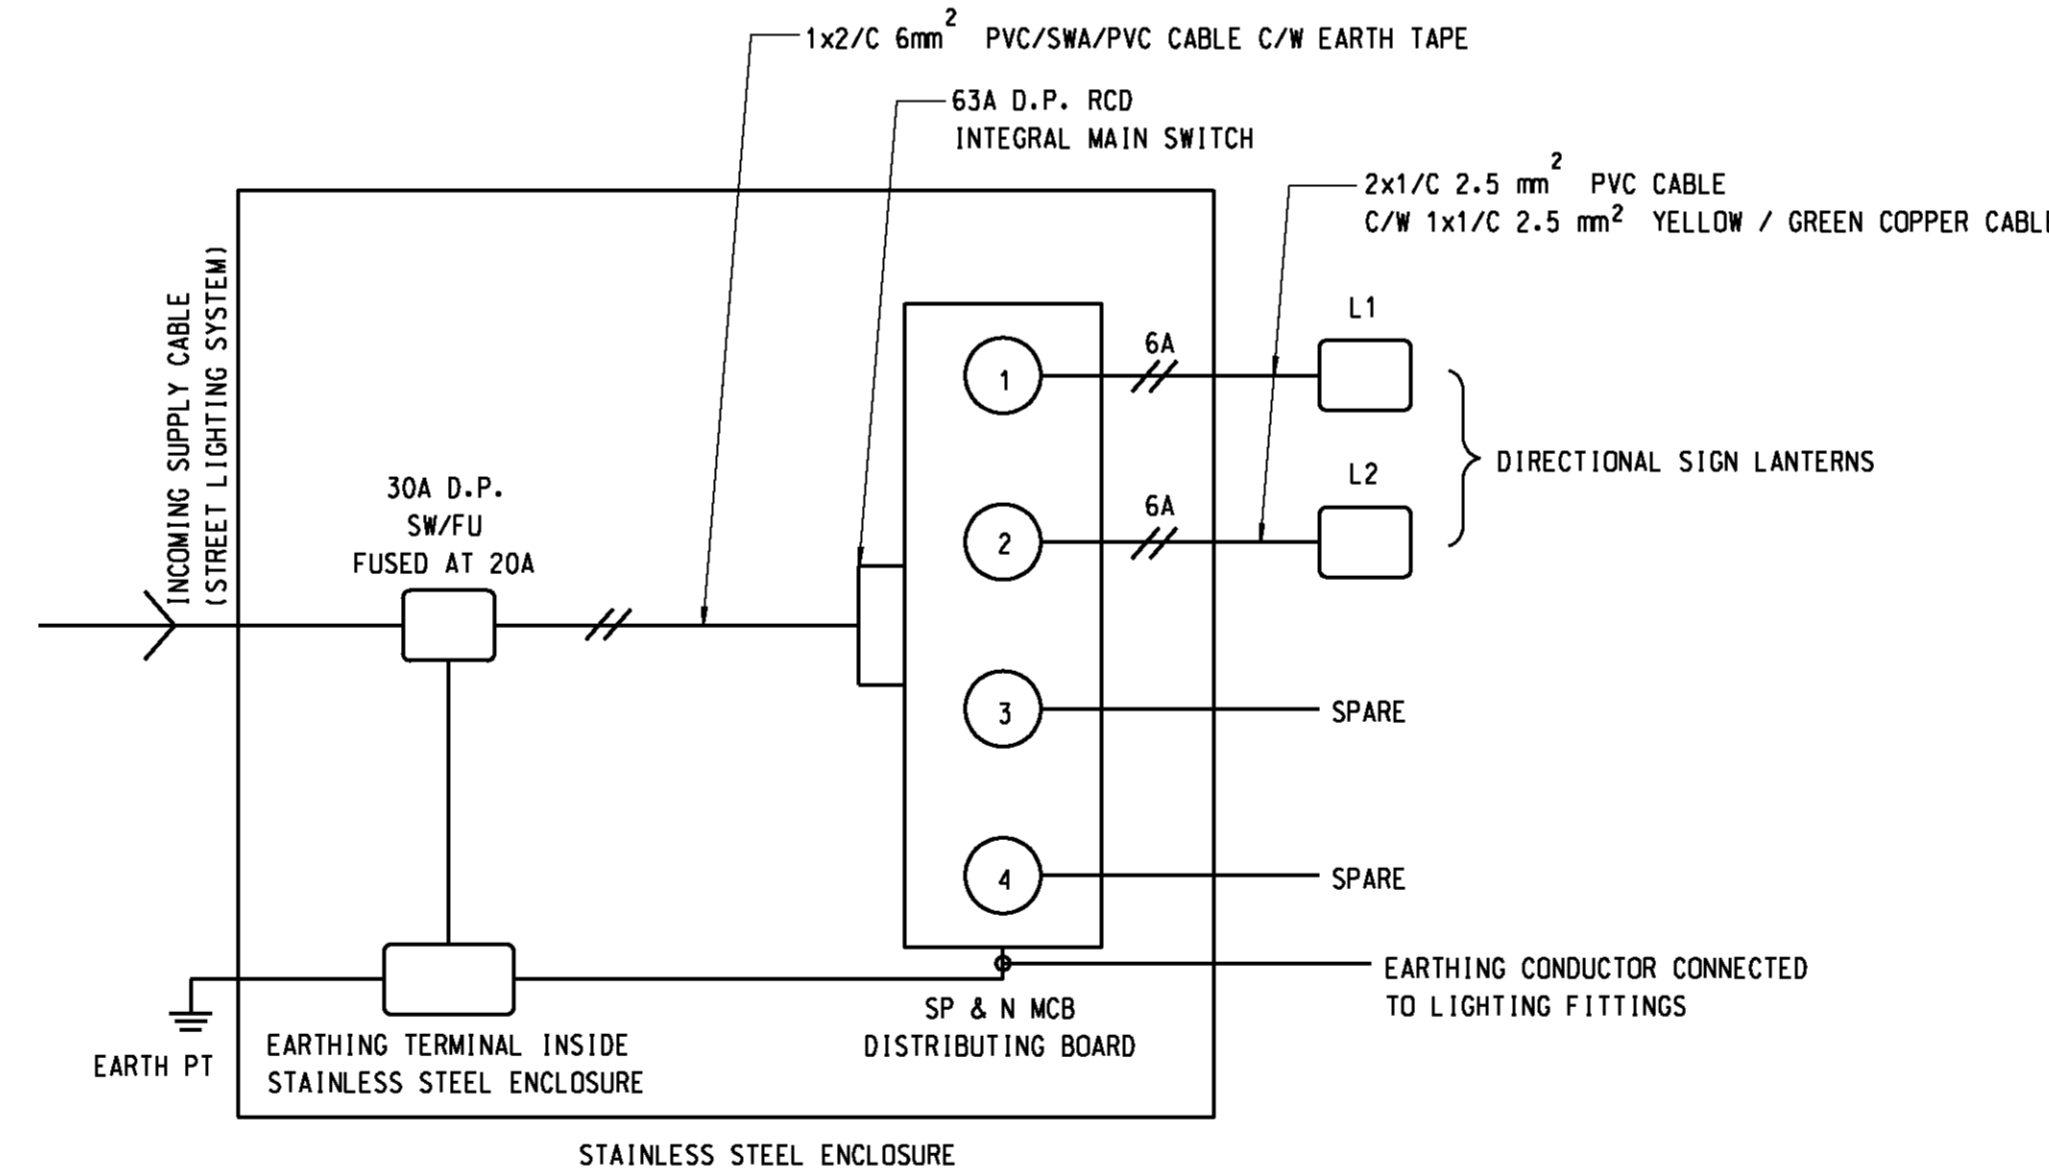 1x2/C 6mm² PVC/SWA/PVC CABLE C/W EARTH TAPE
63A D.P. RCD
INTEGRAL MAIN SWITCH
2x1/C 2.5 mm² PVC CABLE
C/W 1x1/C 2.5 mm² YELLOW / GREEN COPPER CABLE
INCOMING SUPPLY CABLE
(STREET LIGHTING SYSTEM)
L1
6A
1
DIRECTIONAL SIGN LANTERNS
L2
6A
2
30A D.P.
SW/FU
FUSED AT 20A
3
SPARE
4
SPARE
EARTHING CONDUCTOR CONNECTED
TO LIGHTING FITTINGS
SP & N MCB
DISTRIBUTING BOARD
EARTH PT
EARTHING TERMINAL INSIDE
STAINLESS STEEL ENCLOSURE
STAINLESS STEEL ENCLOSURE